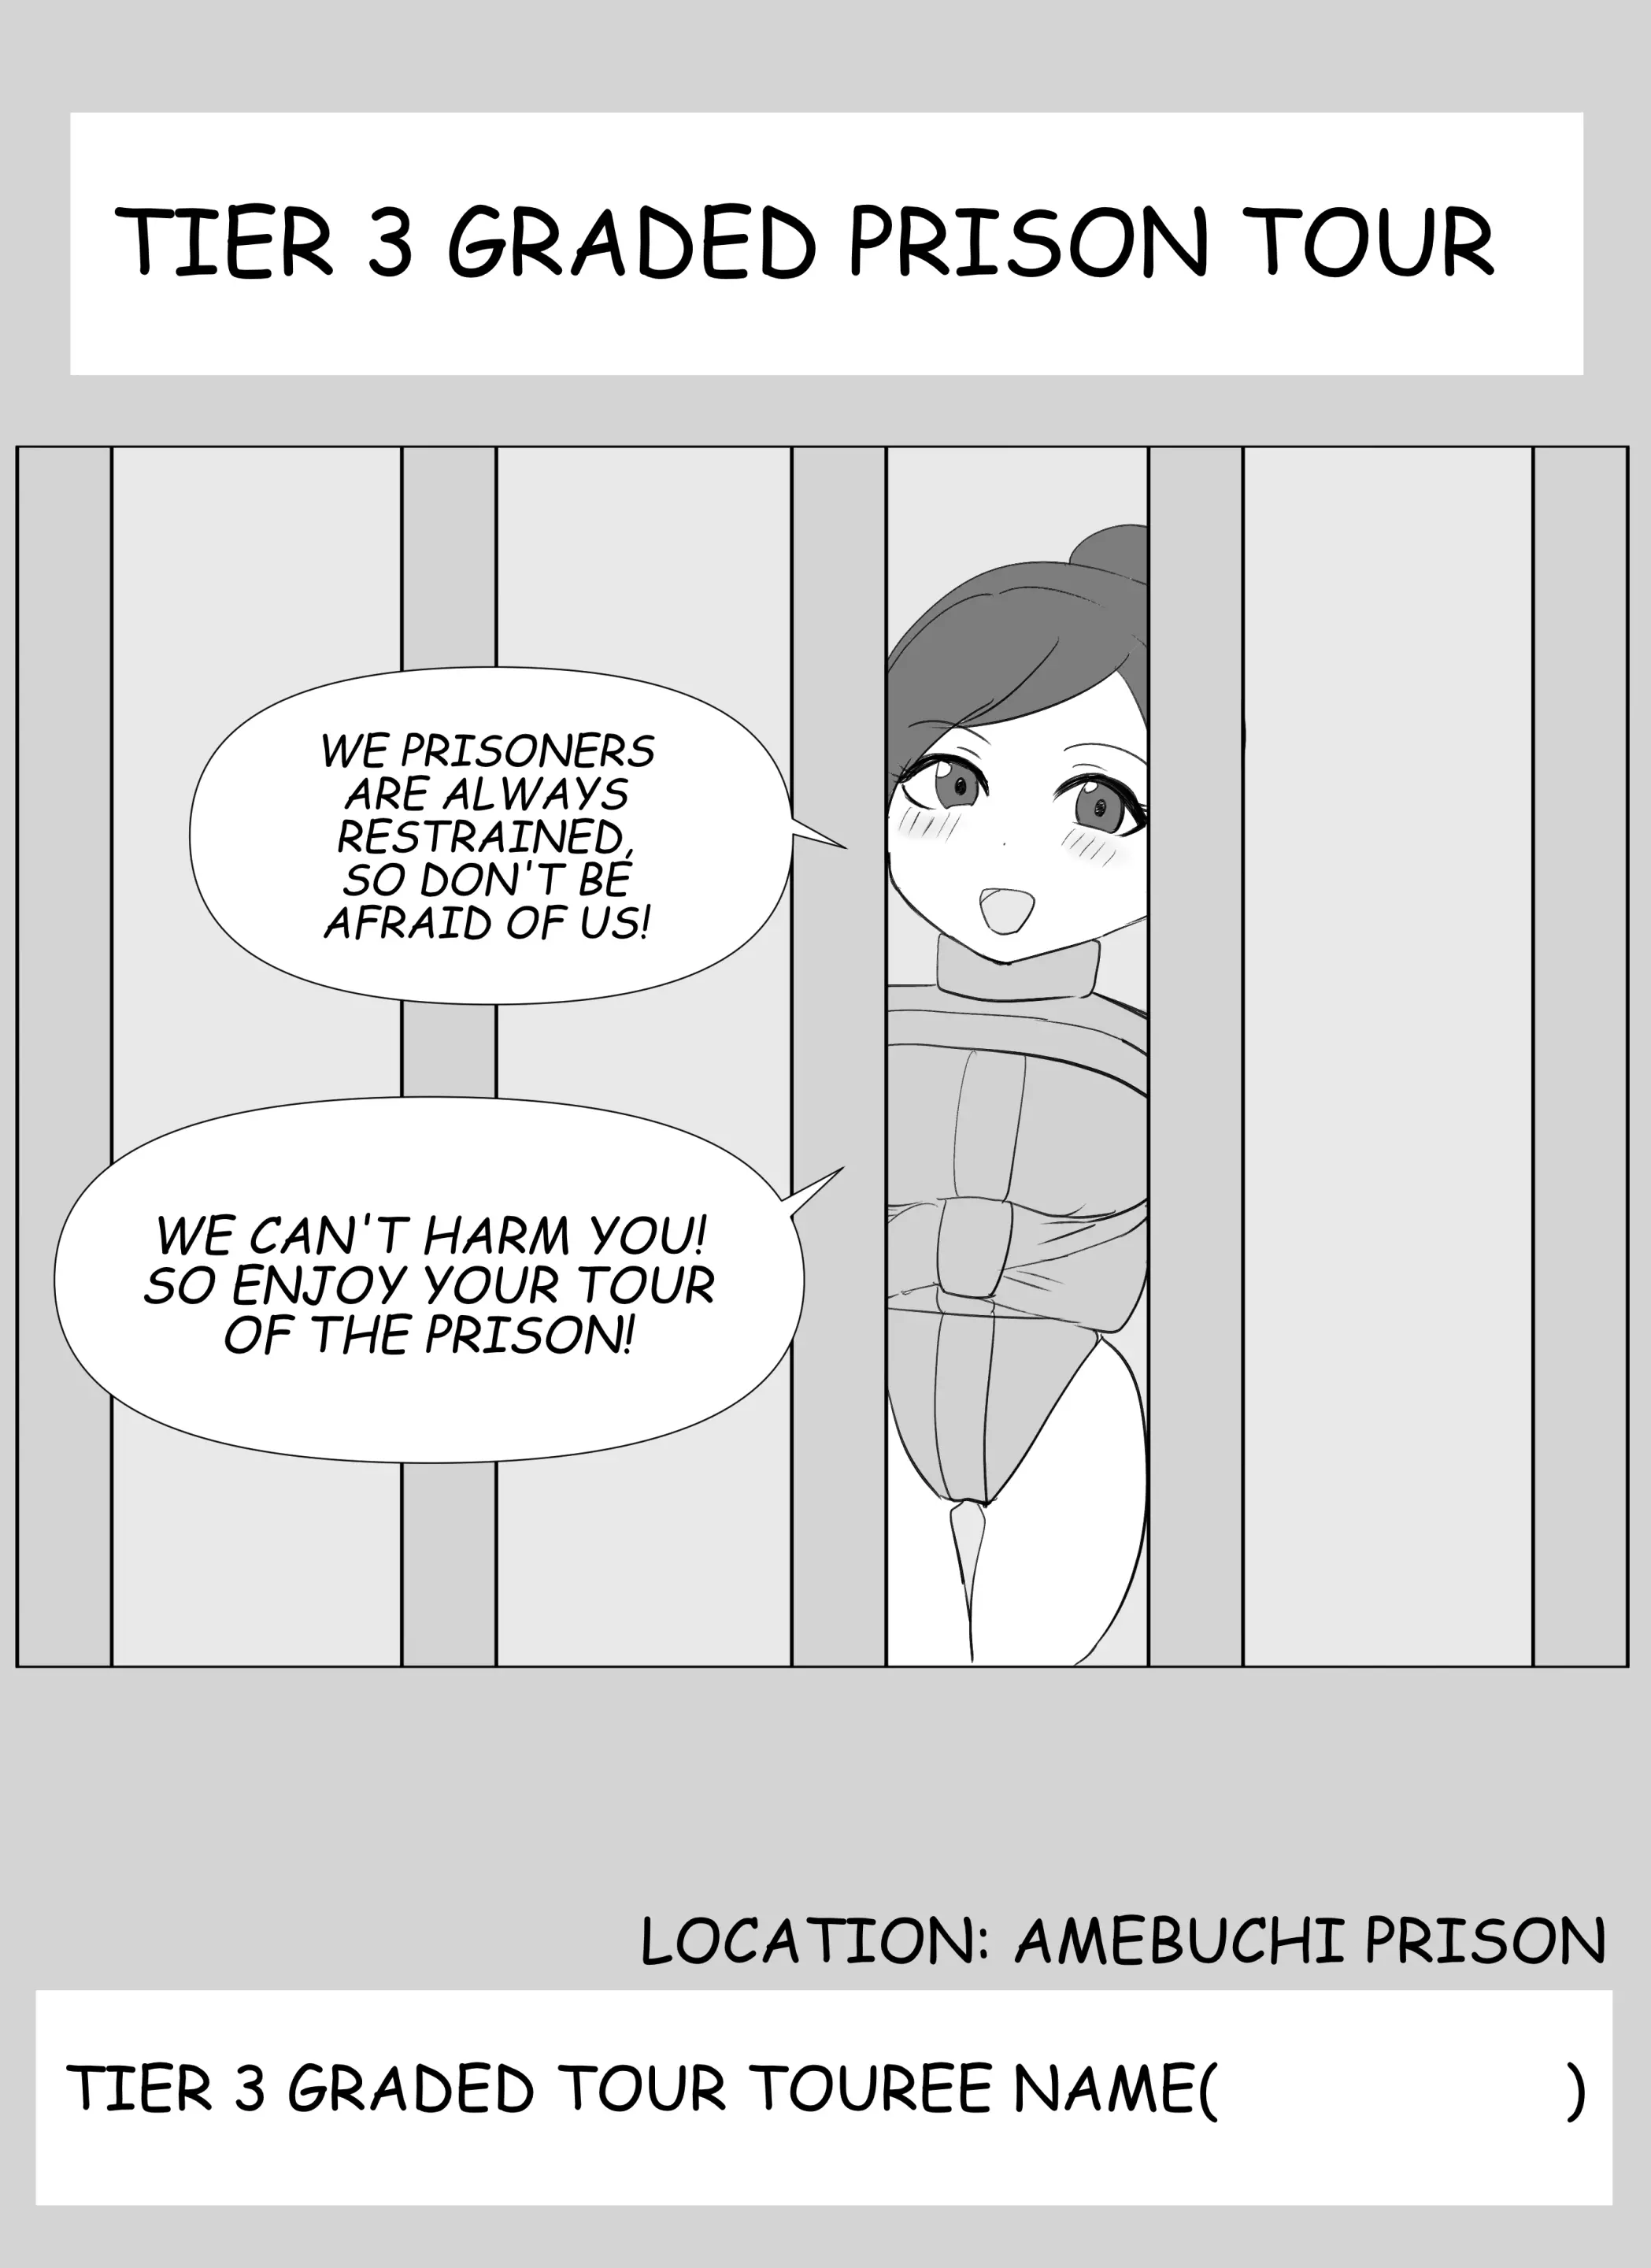 TIER 3 GRADED PRISON TOUR
WE PRISONERS
ARE ALWAYS
RESTRAINED,
SO DON'T BE
AFRAID OF US!
WE CAN'T HARM YOU!
SO ENJOY YOUR TOUR
OF THE PRISON!
LOCATION: AMEBUCHI PRISON
TIER 3 GRADED TOUR TOUREE NAME( )